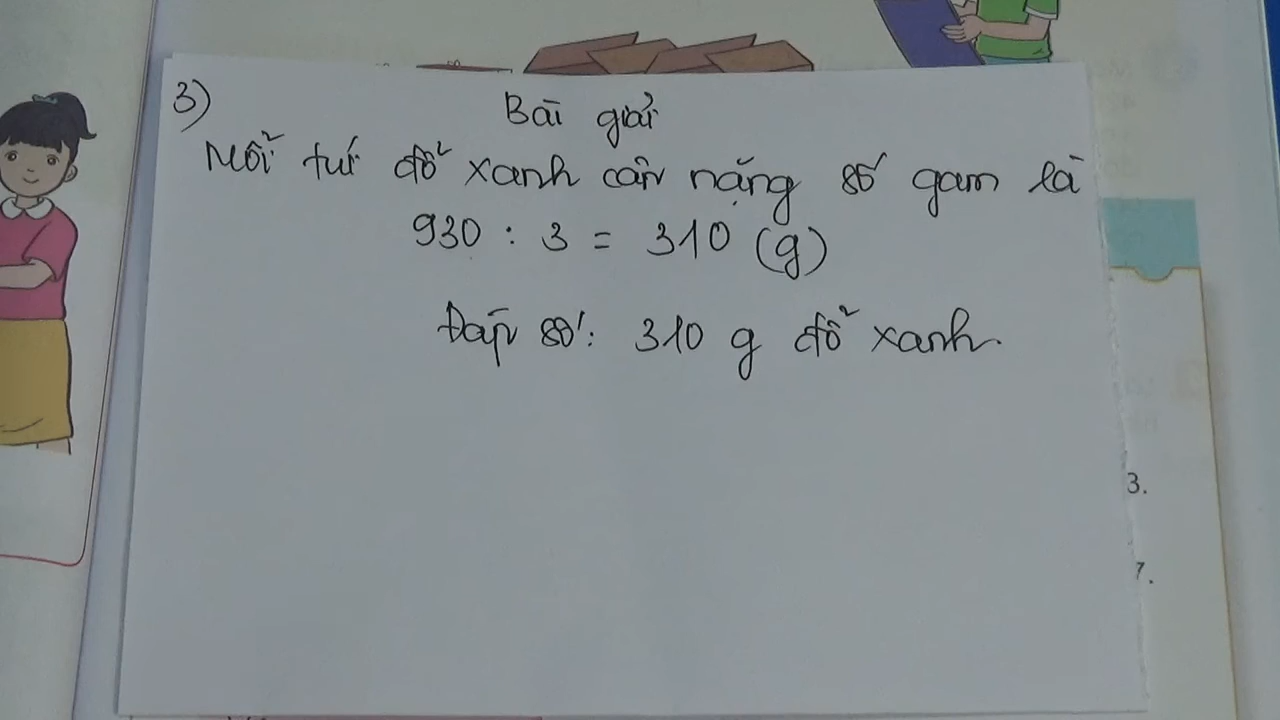 3)
Bài giải
Mỗi túi đỗ xanh cân nặng số gam là
930 : 3 = 310 (g)
Đáp số: 310 g đỗ xanh.
3.
7.